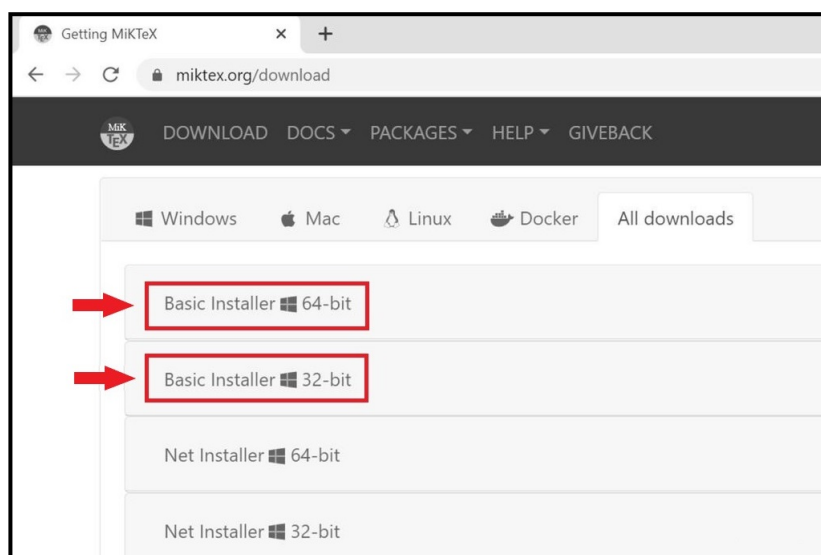 Getting MiKTeX
miktex.org/download
MiK
TEX
DOWNLOAD DOCS PACKAGES HELP GIVEBACK
Windows Mac Linux Docker All downloads
Basic Installer 64-bit
Basic Installer 32-bit
Net Installer 64-bit
Net Installer 32-bit